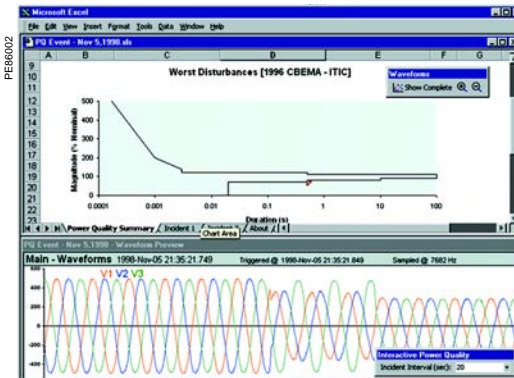 PE86002
Microsoft Excel
File Edit View Insert Format Tools Data Window Help
PQ Event - Nov 5,1998.xls
A B C D E F G
9
10
11
12
13
14
15
16
17
18
19
20
21
22
23
Worst Disturbances [1996 CBEMA - ITIC]
Waveforms
Show Complete
Magnitude (% Nominal)
500
400
300
200
100
0
0.0001 0.001 0.01 0.1 1 10 100
Duration (s)
Power Quality Summary / Incident 1 / About /
Chart Area
PQ Event - Nov 5,1998 - Waveform Preview
Main - Waveforms 1998-Nov-05 21:35:21.749 Triggered @ 1998-Nov-05 21:35:21.849 Sampled @ 7682 Hz
V1 V2 V3
400
0
-400
Interactive Power Quality
Incident Interval (sec): 20